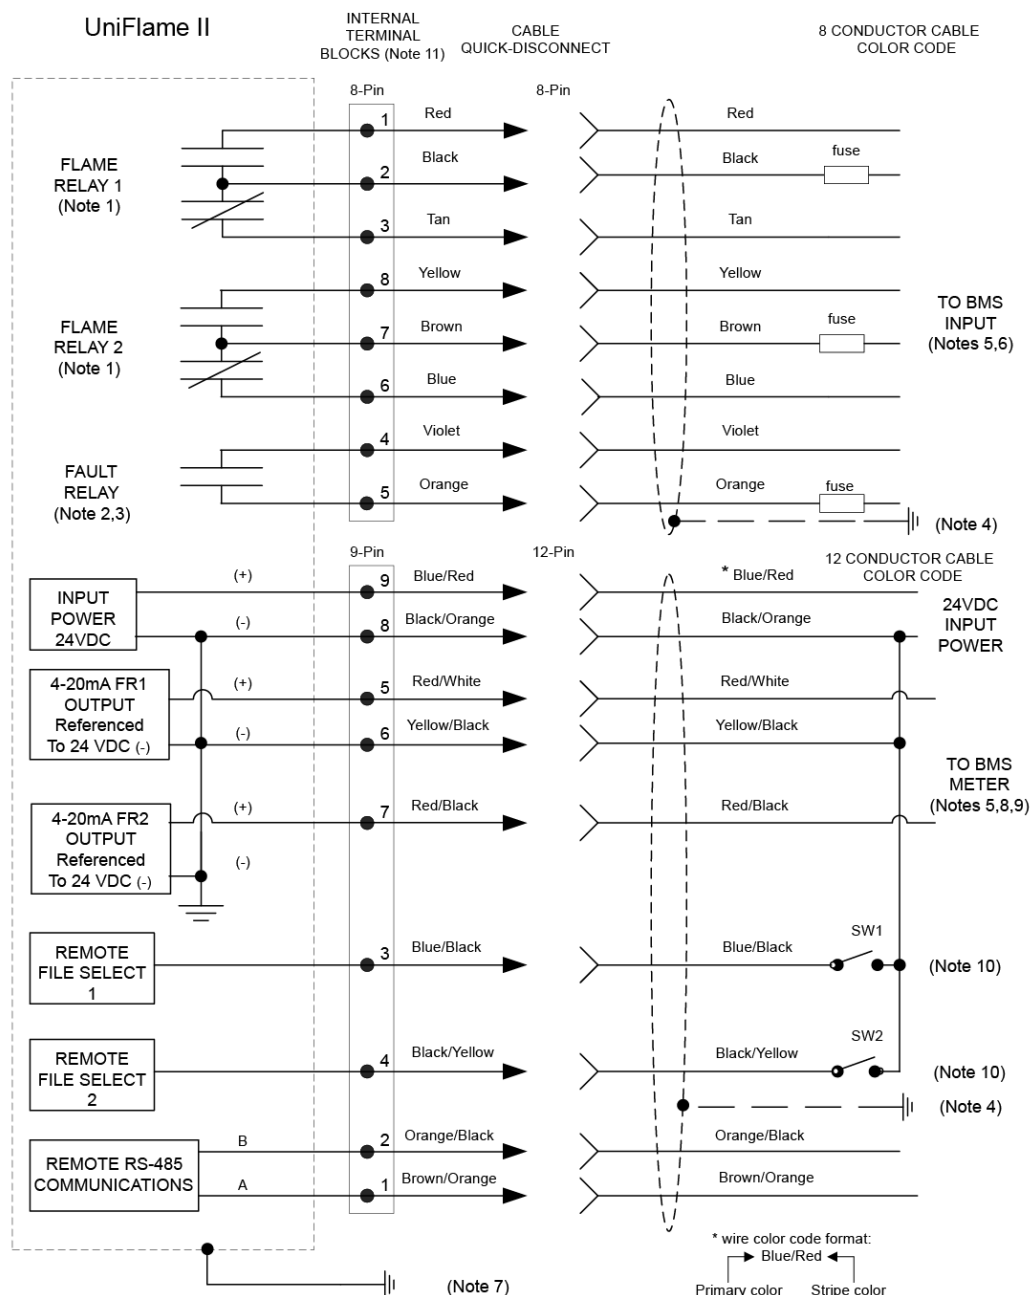 UniFlame II
INTERNAL
TERMINAL
BLOCKS (Note 11)
CABLE
QUICK-DISCONNECT
8 CONDUCTOR CABLE
COLOR CODE
8-Pin
8-Pin
FLAME
RELAY 1
(Note 1)
1
Red
Red
2
Black
Black
fuse
3
Tan
Tan
FLAME
RELAY 2
(Note 1)
8
Yellow
Yellow
7
Brown
Brown
fuse
6
Blue
Blue
TO BMS
INPUT
(Notes 5,6)
FAULT
RELAY
(Note 2,3)
4
Violet
Violet
5
Orange
Orange
fuse
(Note 4)
9-Pin
12-Pin
12 CONDUCTOR CABLE
COLOR CODE
INPUT
POWER
24VDC
(+)
9
Blue/Red
* Blue/Red
(-)
8
Black/Orange
Black/Orange
24VDC
INPUT
POWER
4-20mA FR1
OUTPUT
Referenced
To 24 VDC (-)
(+)
5
Red/White
Red/White
(-)
6
Yellow/Black
Yellow/Black
4-20mA FR2
OUTPUT
Referenced
To 24 VDC (-)
(+)
7
Red/Black
Red/Black
(-)
TO BMS
METER
(Notes 5,8,9)
REMOTE
FILE SELECT
1
3
Blue/Black
Blue/Black
SW1
(Note 10)
REMOTE
FILE SELECT
2
4
Black/Yellow
Black/Yellow
SW2
(Note 10)
(Note 4)
REMOTE RS-485
COMMUNICATIONS
B
2
Orange/Black
Orange/Black
A
1
Brown/Orange
Brown/Orange
(Note 7)
* wire color code format:
Blue/Red
Primary color
Stripe color